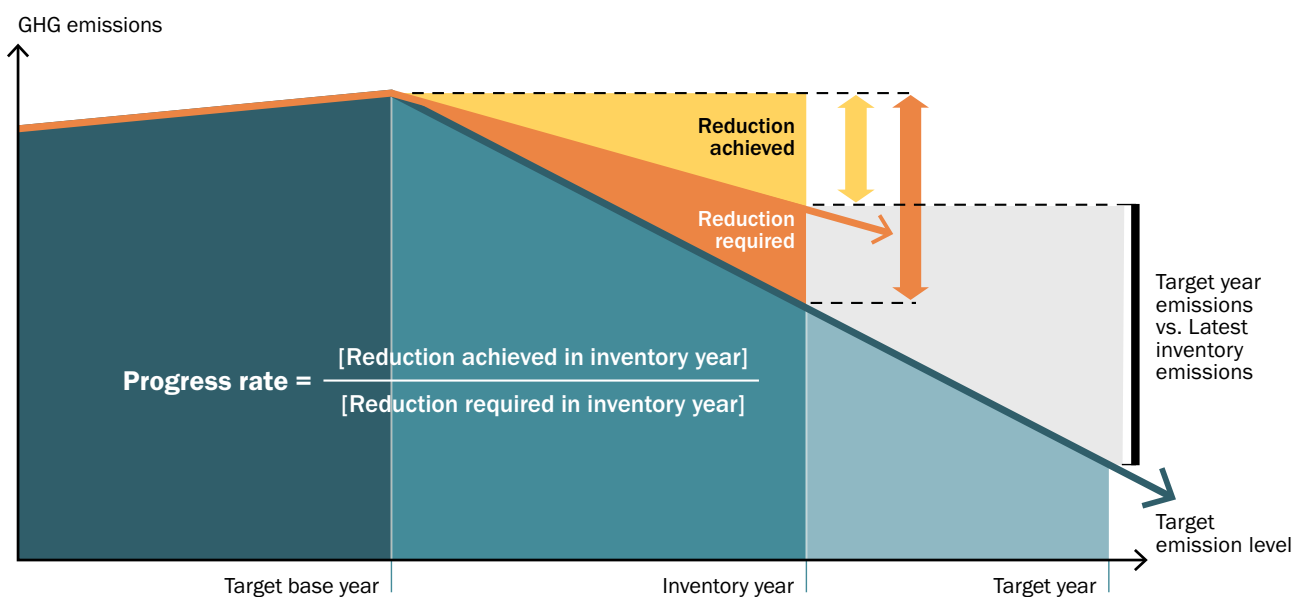 GHG emissions
Reduction
achieved
Reduction
required
Target year
emissions
vs. Latest
inventory
emissions
Progress rate =
[Reduction achieved in inventory year]
[Reduction required in inventory year]
Target
emission level
Target base year
Inventory year
Target year